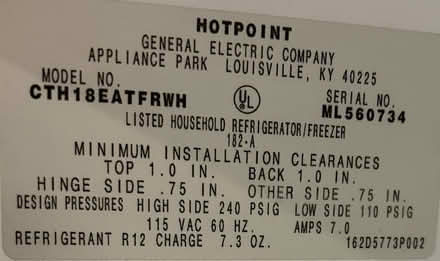 HOTPOINT
GENERAL ELECTRIC COMPANY
APPLIANCE PARK LOUISVILLE, KY 40225
MODEL NO. SERIAL NO.
CTH18EATFRWH UL ML560734
LISTED HOUSEHOLD REFRIGERATOR/FREEZER
182-A
MINIMUM INSTALLATION CLEARANCES
TOP 1.0 IN. BACK 1.0 IN.
HINGE SIDE .75 IN. OTHER SIDE .75 IN.
DESIGN PRESSURES HIGH SIDE 240 PSIG LOW SIDE 110 PSIG
115 VAC 60 HZ. AMPS 7.0
REFRIGERANT R12 CHARGE 7.3 OZ. 162D5773P002